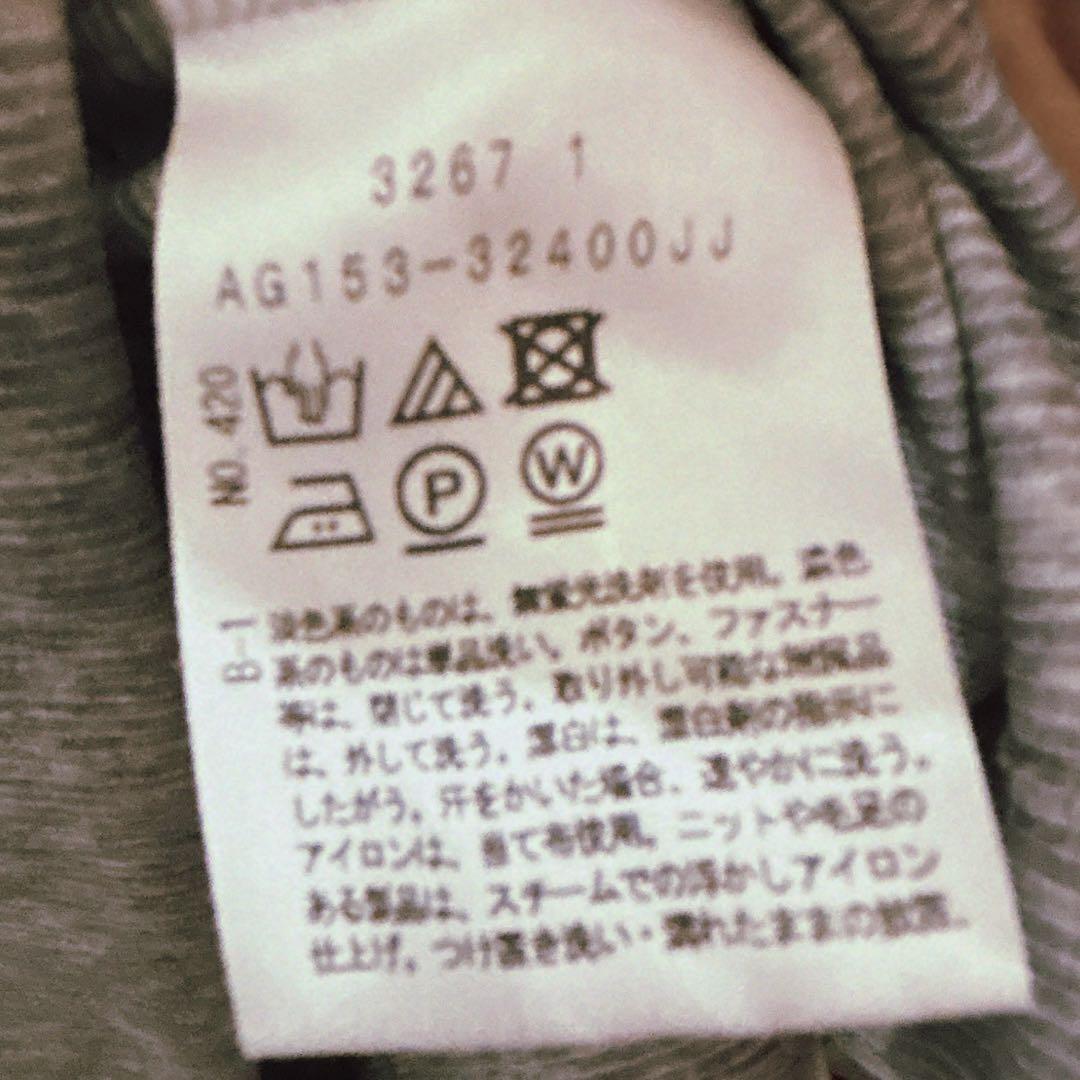 3267 1
AG153-32400JJ
NO.420
P
W
B-1
淡色系のものは、無蛍光洗剤を使用。濃色
系のものは単品洗い。ボタン、ファスナー
等は、閉じて洗う。取り外し可能な附属品
は、外して洗う。漂白は、漂白剤の指示に
したがう。汗をかいた場合、速やかに洗う。
アイロンは、当て布使用。ニットや毛足の
ある製品は、スチームでの浮かしアイロン
仕上げ。つけ置き洗い・濡れたままの放置